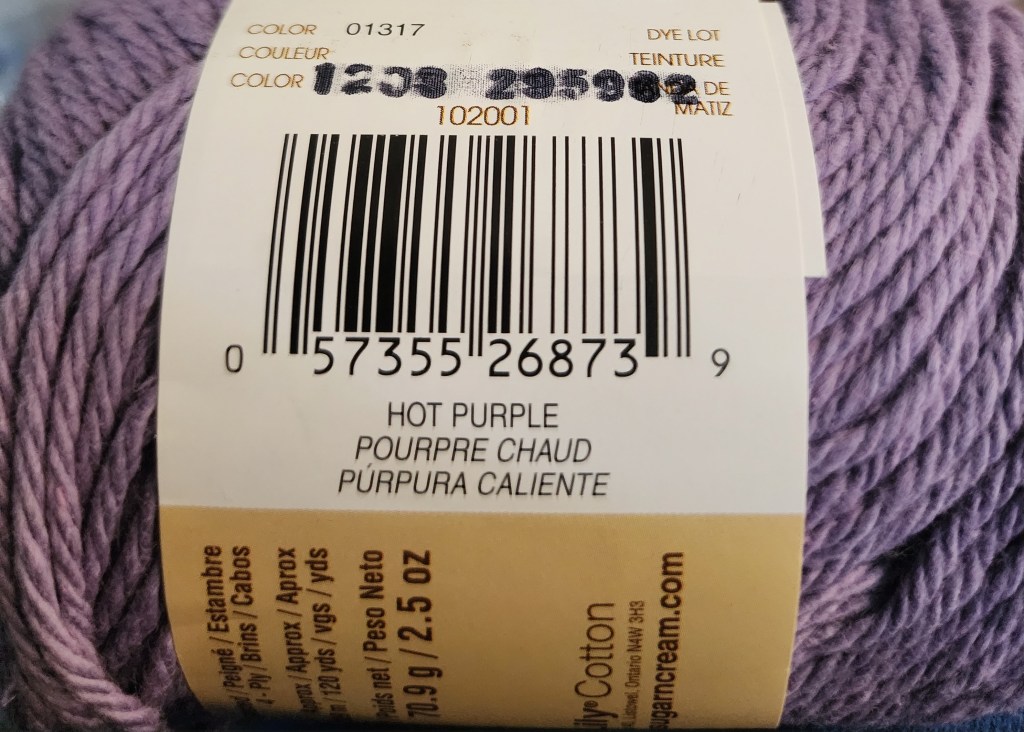 COLOR 01317 DYE LOT
COULEUR TEINTURE
COLOR DE
MATIZ
102001
0 57355 26873 9
HOT PURPLE
POURPRE CHAUD
PÚRPURA CALIENTE
/ Peigné / Estambre
4 - Ply / Brins / Cabos
/ Approx / Aprox
/ 120 yds / vgs / yds
Poids net / Peso Neto
70.9 g / 2.5 oz
Cotton
Listowel, Ontario N4W 3H3
sugarncream.com